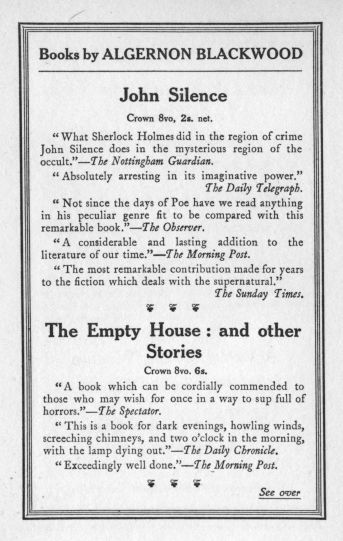 Books by ALGERNON BLACKWOOD
John Silence
Crown 8vo, 2s. net.
“What Sherlock Holmes did in the region of crime
John Silence does in the mysterious region of the
occult.”—The Nottingham Guardian.
“Absolutely arresting in its imaginative power.”
The Daily Telegraph.
“Not since the days of Poe have we read anything
in his peculiar genre fit to be compared with this
remarkable book.”—The Observer.
“A considerable and lasting addition to the
literature of our time.”—The Morning Post.
“The most remarkable contribution made for years
to the fiction which deals with the supernatural.”
The Sunday Times.
The Empty House : and other
Stories
Crown 8vo. 6s.
“A book which can be cordially commended to
those who may wish for once in a way to sup full of
horrors.”—The Spectator.
“This is a book for dark evenings, howling winds,
screeching chimneys, and two o’clock in the morning,
with the lamp dying out.”—The Daily Chronicle.
“Exceedingly well done.”—The Morning Post.
See over